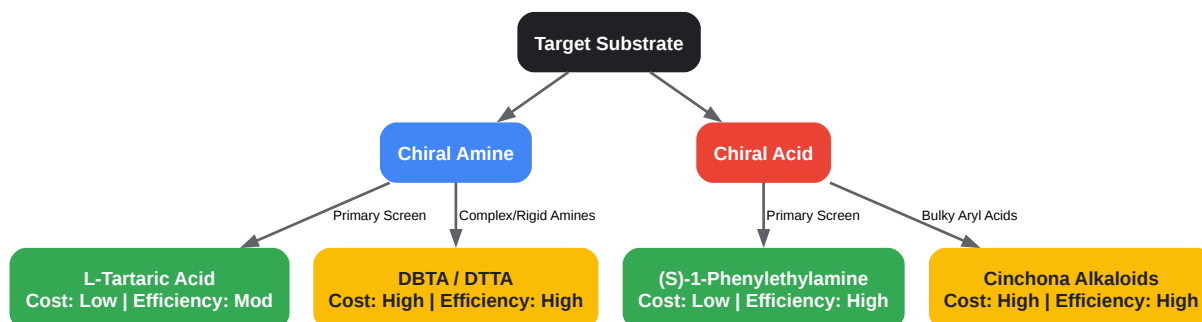 Target Substrate
Chiral Amine
Chiral Acid
Primary Screen
Complex/Rigid Amines
Primary Screen
Bulky Aryl Acids
L-Tartaric Acid
Cost: Low | Efficiency: Mod
DBTA / DTTA
Cost: High | Efficiency: High
(S)-1-Phenylethylamine
Cost: Low | Efficiency: High
Cinchona Alkaloids
Cost: High | Efficiency: High